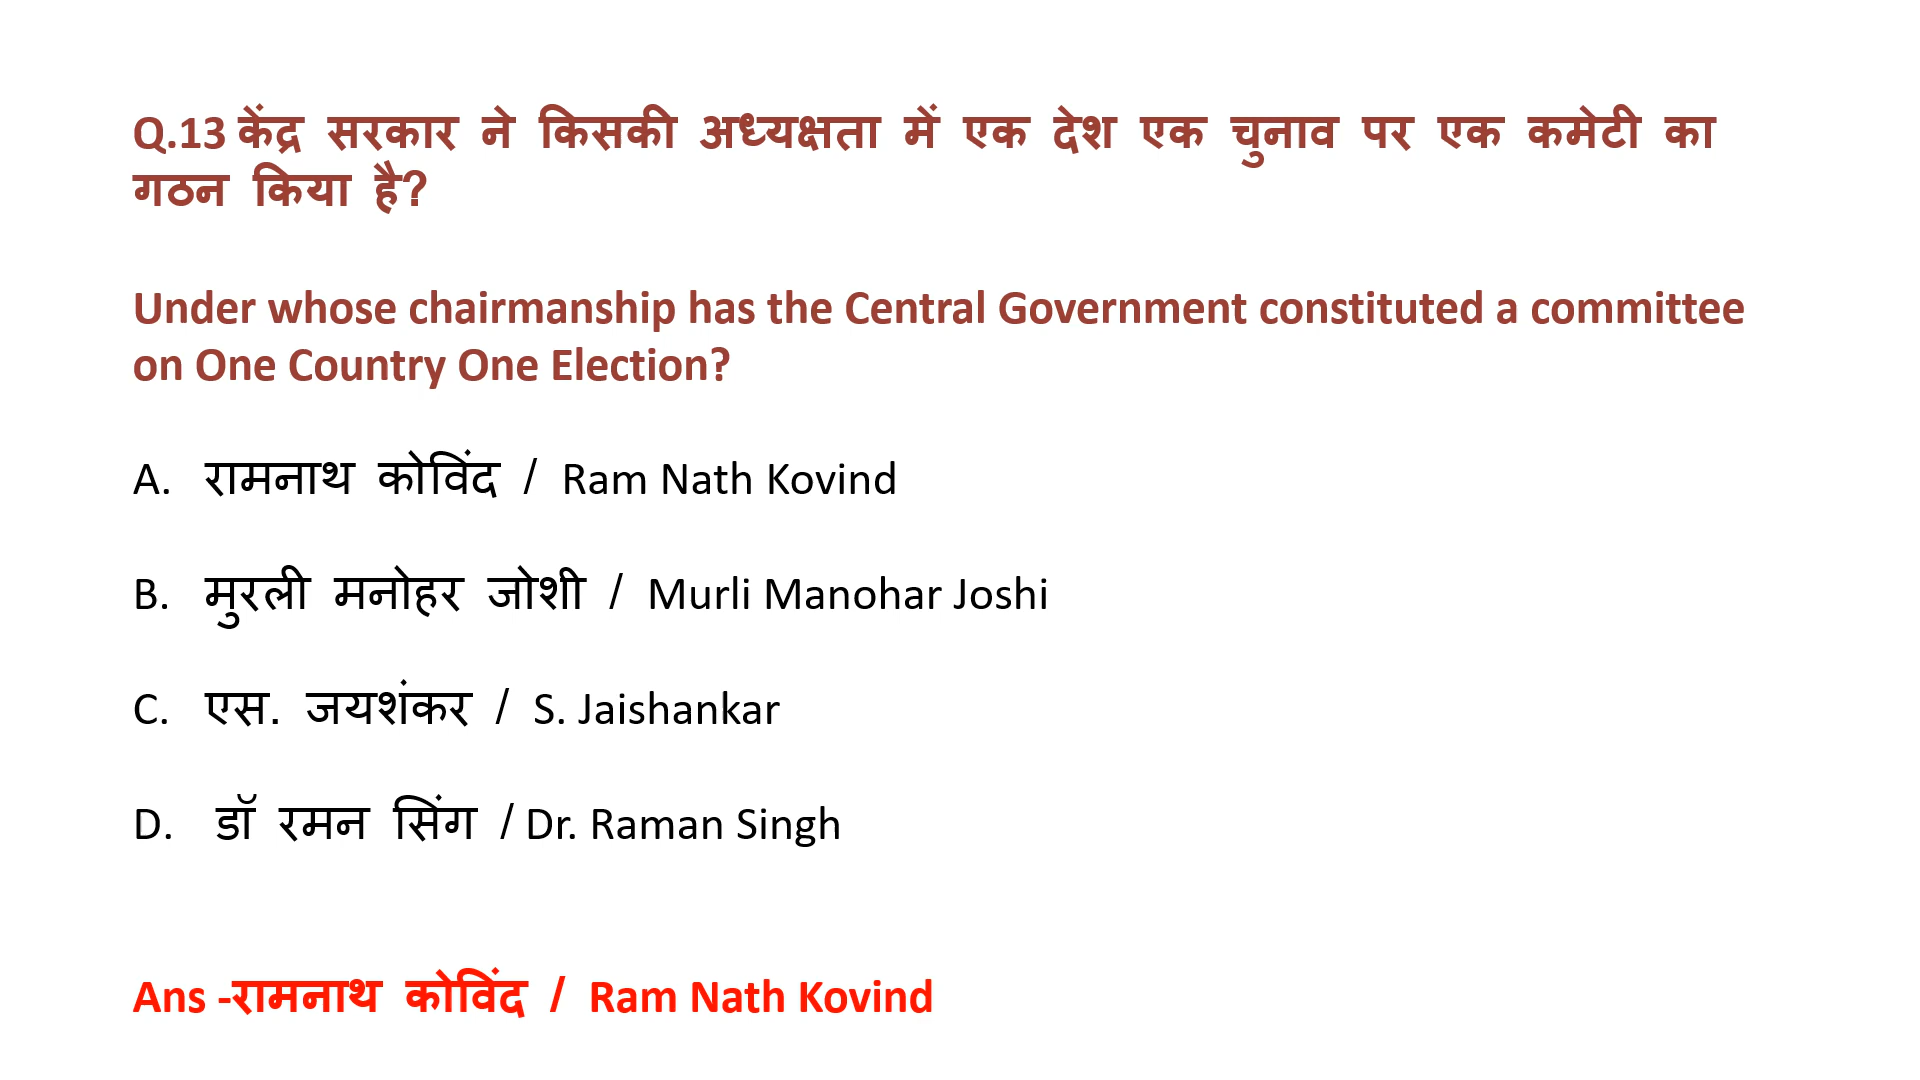 Q.13 केंद्र सरकार ने किसकी अध्यक्षता में एक देश एक चुनाव पर एक कमेटी का
गठन किया है?
Under whose chairmanship has the Central Government constituted a committee
on One Country One Election?
A. रामनाथ कोविंद / Ram Nath Kovind
B. मुरली मनोहर जोशी / Murli Manohar Joshi
C. एस. जयशंकर / S. Jaishankar
D. डॉ रमन सिंग / Dr. Raman Singh
Ans -रामनाथ कोविंद / Ram Nath Kovind